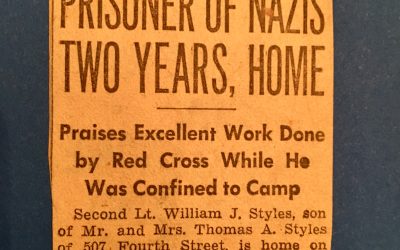 PRISONER OF NAZIS
TWO YEARS, HOME
Praises Excellent Work Done
by Red Cross While He
Was Confined to Camp
Second Lt. William J. Styles, son
of Mr. and Mrs. Thomas A. Styles
of 507 Fourth Street, is home on